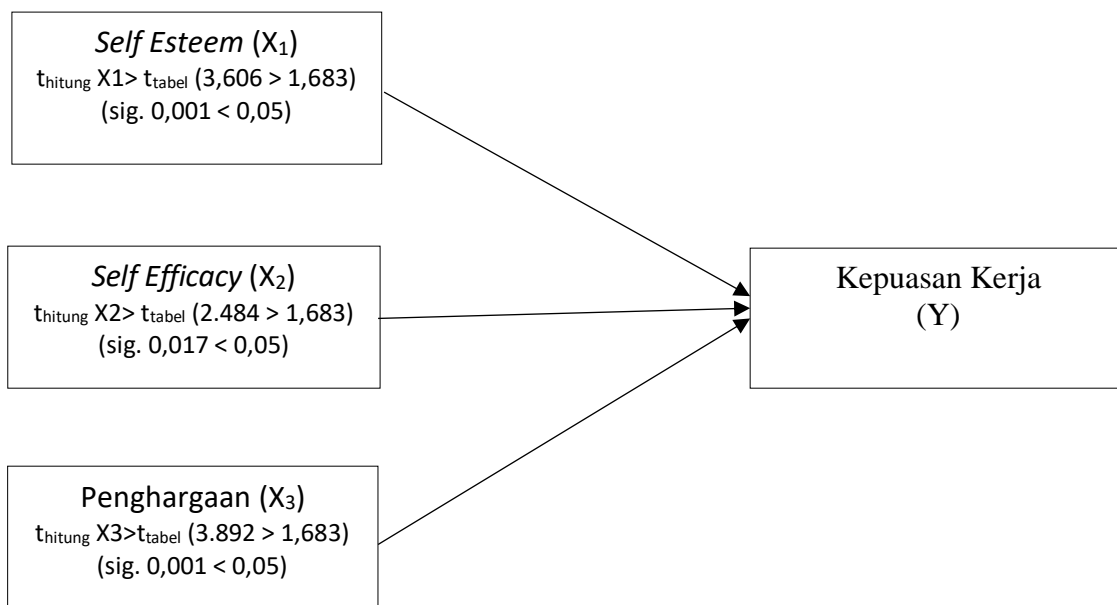 Self Esteem (X1)
thitung X1> ttabel (3,606 > 1,683)
(sig. 0,001 < 0,05)
Self Efficacy (X2)
thitung X2> ttabel (2.484 > 1,683)
(sig. 0,017 < 0,05)
Kepuasan Kerja
(Y)
Penghargaan (X3)
thitung X3>ttabel (3.892 > 1,683)
(sig. 0,001 < 0,05)